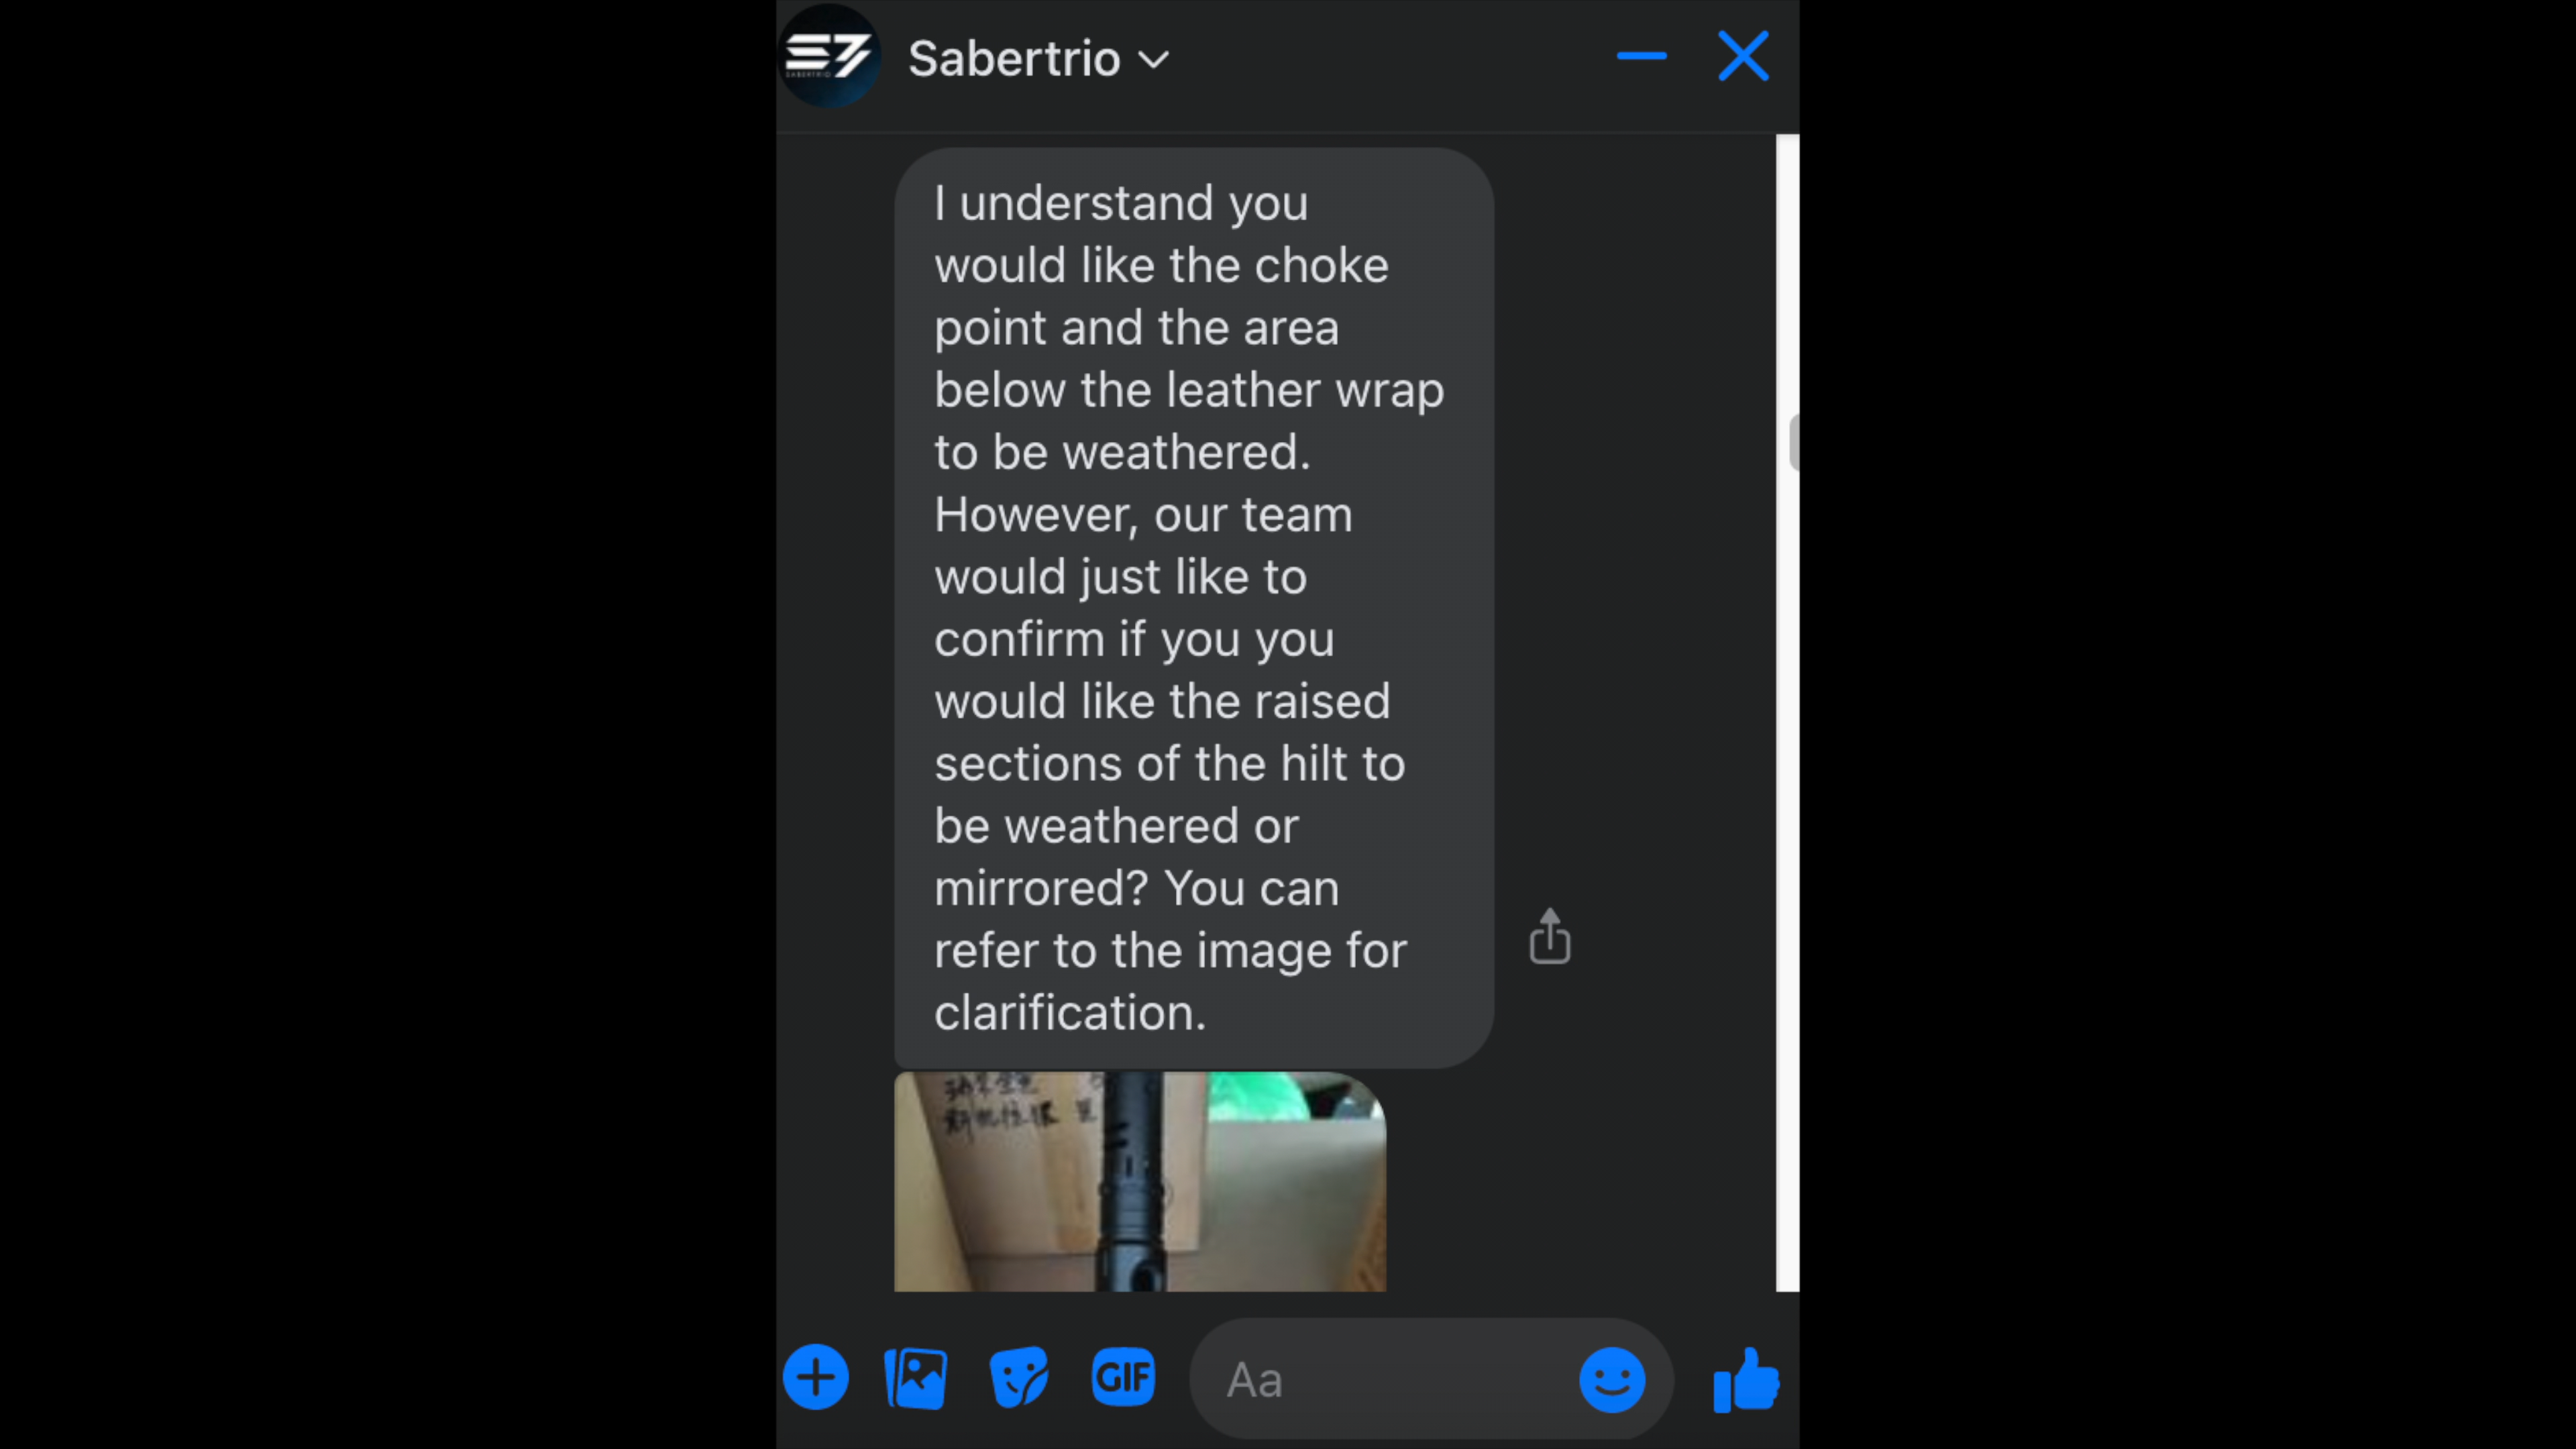 SABERTRIO
Sabertrio
I understand you
would like the choke
point and the area
below the leather wrap
to be weathered.
However, our team
would just like to
confirm if you you
would like the raised
sections of the hilt to
be weathered or
mirrored? You can
refer to the image for
clarification.
GIF
Aa